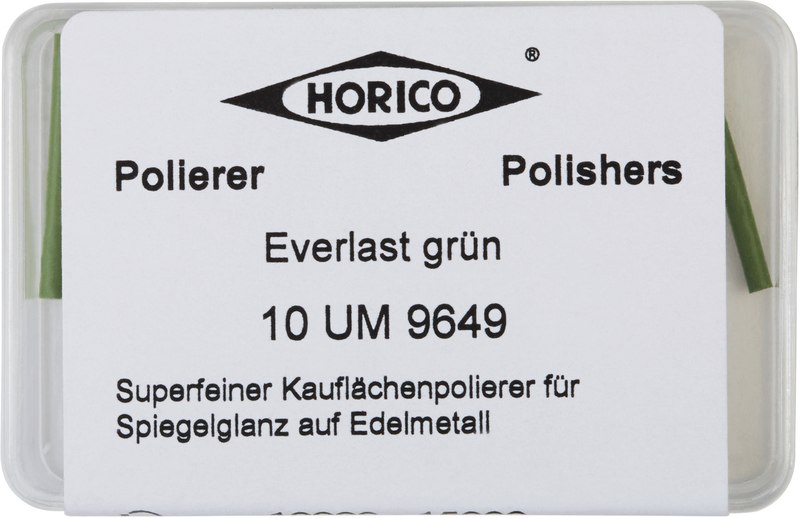 HORICO ®
Polierer Polishers
Everlast grün
10 UM 9649
Superfeiner Kauflächenpolierer für
Spiegelglanz auf Edelmetall